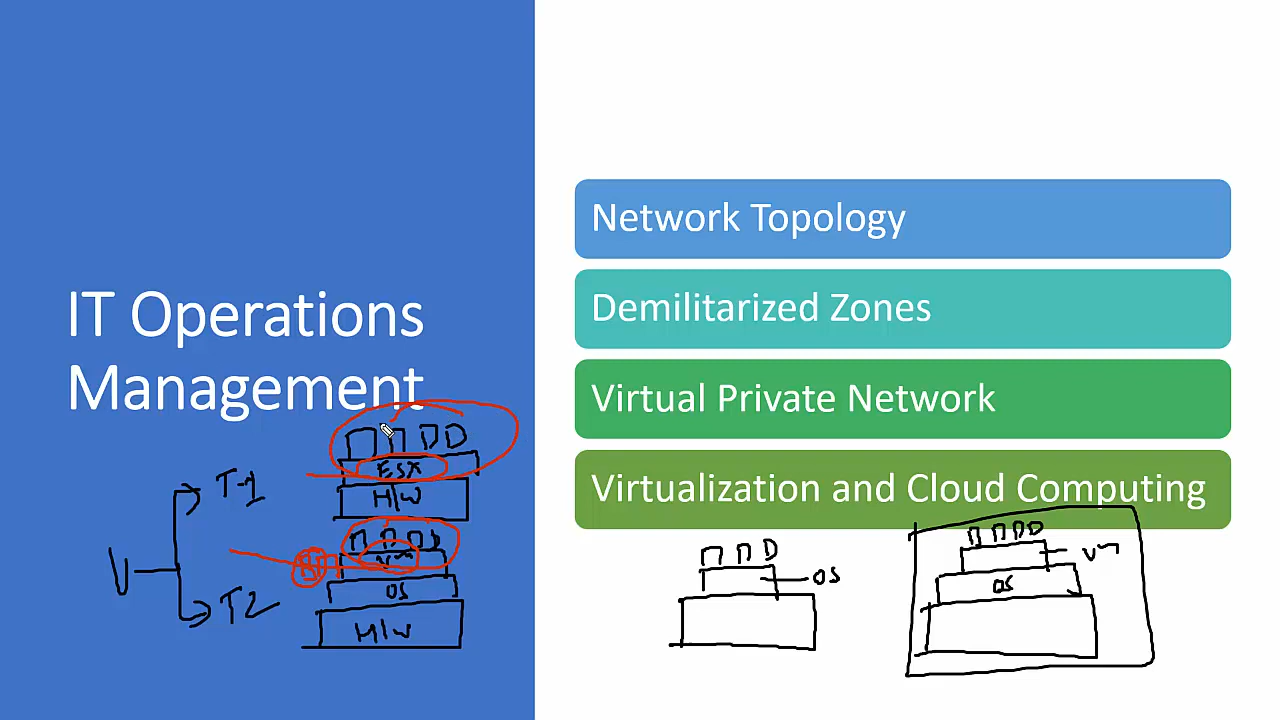 IT Operations
Management
Network Topology
Demilitarized Zones
Virtual Private Network
Virtualization and Cloud Computing
ESX
H/W
T-1
V
T2
OS
H/W
OS
OS